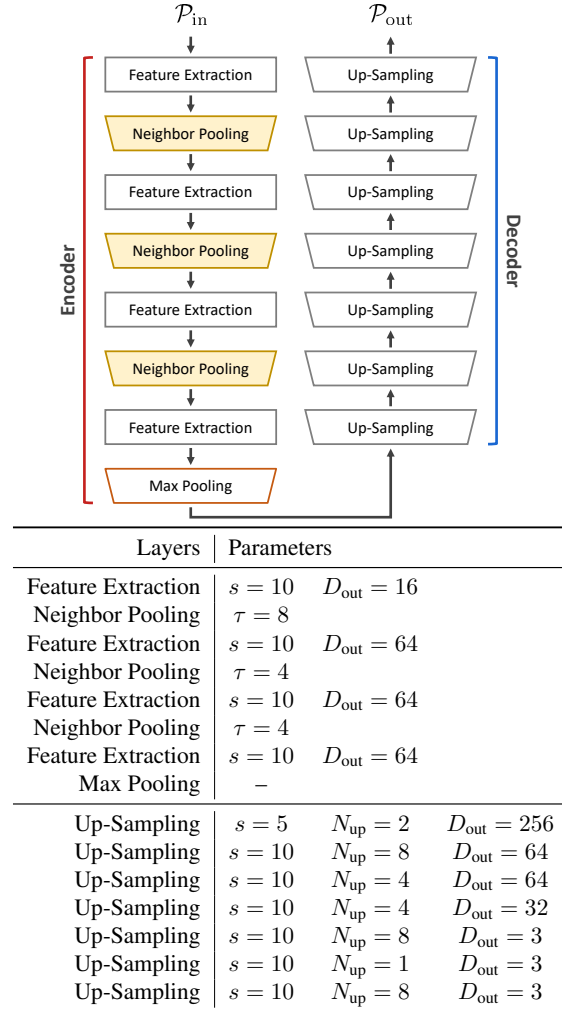 𝒫in
Feature Extraction
Neighbor Pooling
Feature Extraction
Neighbor Pooling
Feature Extraction
Neighbor Pooling
Feature Extraction
Max Pooling
Encoder
𝒫out
Up-Sampling
Up-Sampling
Up-Sampling
Up-Sampling
Up-Sampling
Up-Sampling
Up-Sampling
Decoder
Layers Parameters
Feature Extraction s = 10 Dout = 16
Neighbor Pooling τ = 8
Feature Extraction s = 10 Dout = 64
Neighbor Pooling τ = 4
Feature Extraction s = 10 Dout = 64
Neighbor Pooling τ = 4
Feature Extraction s = 10 Dout = 64
Max Pooling –
Up-Sampling s = 5 Nup = 2 Dout = 256
Up-Sampling s = 10 Nup = 8 Dout = 64
Up-Sampling s = 10 Nup = 4 Dout = 64
Up-Sampling s = 10 Nup = 4 Dout = 32
Up-Sampling s = 10 Nup = 8 Dout = 3
Up-Sampling s = 10 Nup = 1 Dout = 3
Up-Sampling s = 10 Nup = 8 Dout = 3